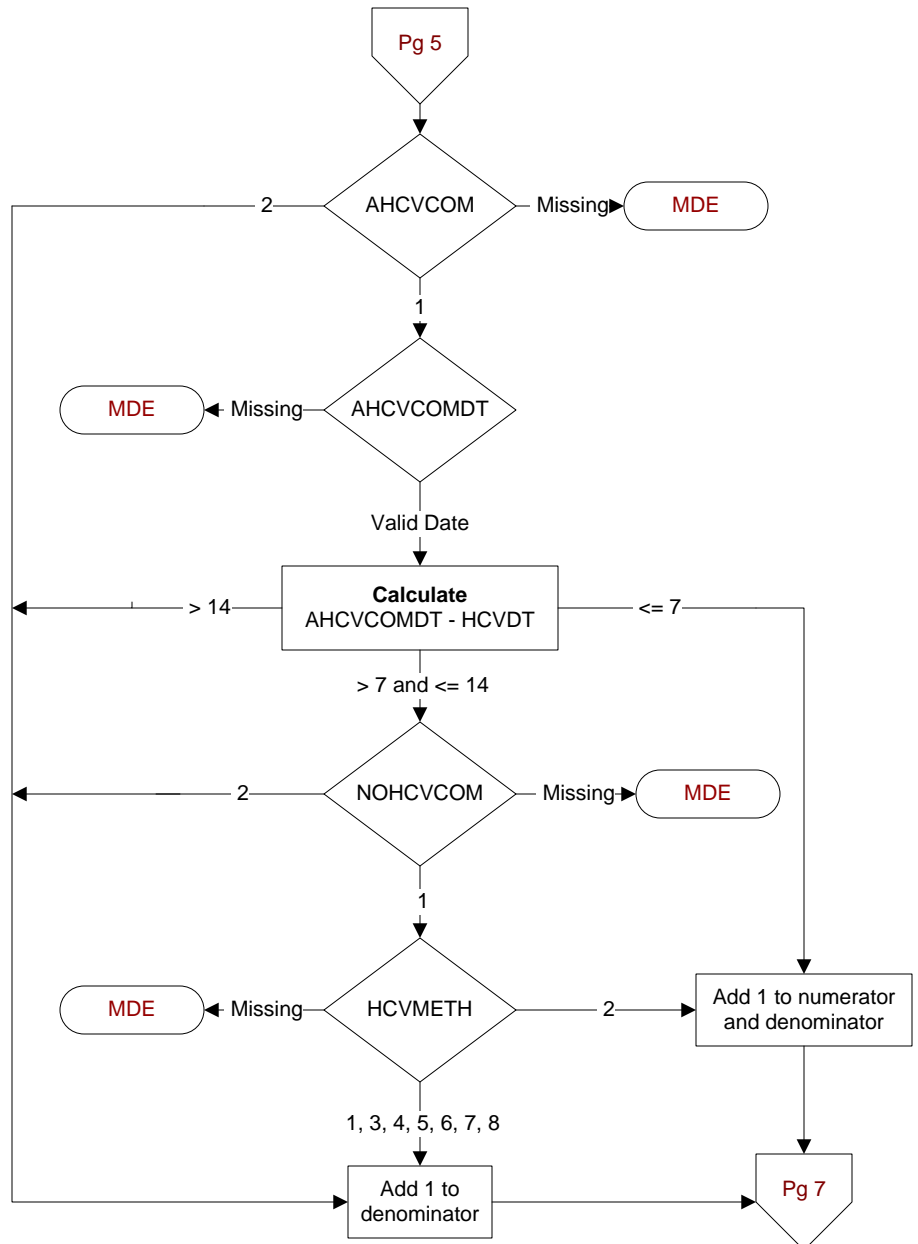 Pg 5
2
AHCVCOM
Missing
MDE
1
MDE
Missing
AHCVCOMDT
Valid Date
> 14
Calculate
AHCVCOMDT - HCVDT
<= 7
> 7 and <= 14
2
NOHCVCOM
Missing
MDE
1
MDE
Missing
HCVMETH
2
Add 1 to numerator
and denominator
1, 3, 4, 5, 6, 7, 8
Add 1 to
denominator
Pg 7